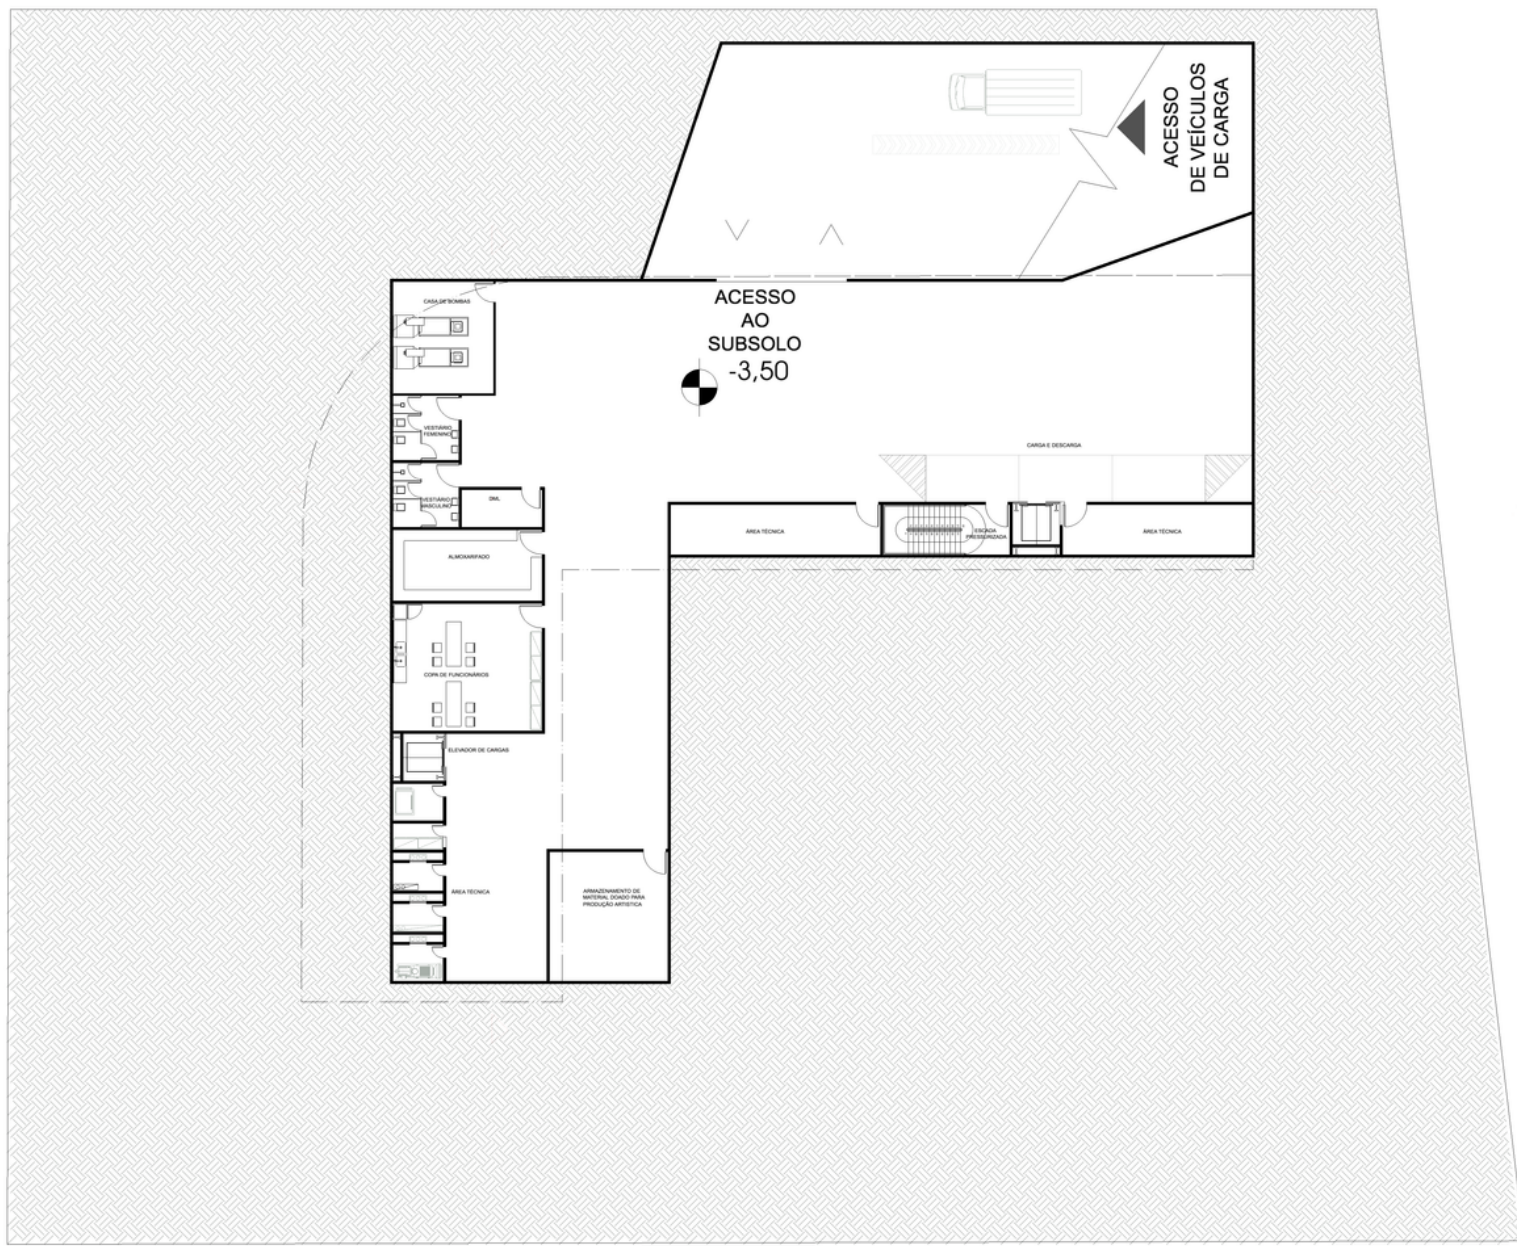 ACESSO
DE VEÍCULOS
DE CARGA
ACESSO
AO
SUBSOLO
-3,50
CASA DE BOMBAS
VESTIÁRIO
FEMENINO
CARGA E DESCARGA
VESTIÁRIO
MASCULINO
DML
ÁREA TÉCNICA
ESCADA
PRESSURIZADA
ÁREA TÉCNICA
ALMOXARIFADO
COPA DE FUNCIONÁRIOS
ELEVADOR DE CARGAS
ÁREA TÉCNICA
ARMAZENAMENTO DE
MATERIAL DOADO PARA
PRODUÇÃO ARTISTICA